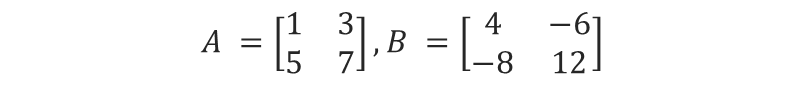 A = [1 3
5 7], B = [4 −6
−8 12]